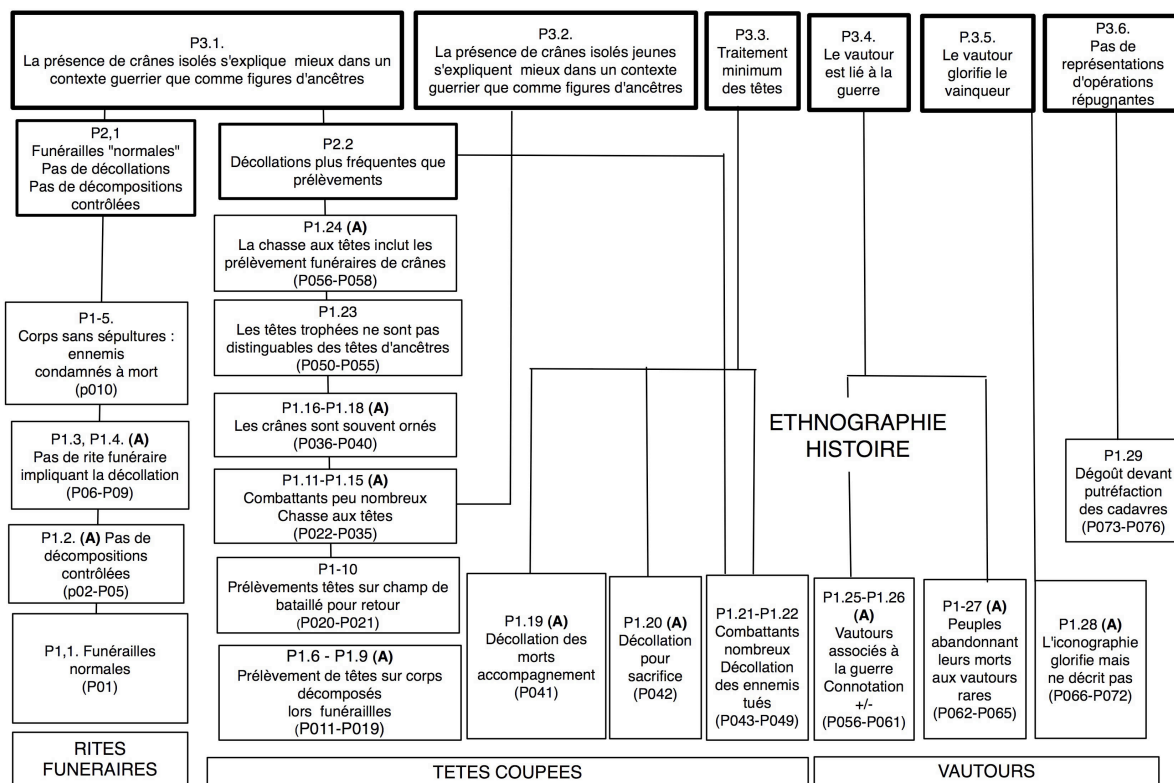 P3.1.
La présence de crânes isolés s'explique mieux dans un
contexte guerrier que comme figures d'ancêtres
P3.2.
La présence de crânes isolés jeunes
s'expliquent mieux dans un contexte
guerrier que comme figures d'ancêtres
P.3.3.
Traitement
minimum
des têtes
P.3.4.
Le vautour
est lié à la
guerre
P.3.5.
Le vautour
glorifie le
vainqueur
P.3.6.
Pas de
représentations
d'opérations
répugnantes
P2,1
Funérailles "normales"
Pas de décollations
Pas de décompositions
contrôlées
P2.2
Décollations plus fréquentes que
prélèvements
P1.24 (A)
La chasse aux têtes inclut les
prélèvement funéraires de crânes
(P056-P058)
P1.23
Les têtes trophées ne sont pas
distinguables des têtes d'ancêtres
(P050-P055)
P1-5.
Corps sans sépultures :
ennemis
condamnés à mort
(p010)
P1.16-P1.18 (A)
Les crânes sont souvent ornés
(P036-P040)
P1.3, P1.4. (A)
Pas de rite funéraire
impliquant la décollation
(P06-P09)
P1.11-P1.15 (A)
Combattants peu nombreux
Chasse aux têtes
(P022-P035)
P1.2. (A) Pas de
décompositions
contrôlées
(p02-P05)
P1-10
Prélèvements têtes sur champ de
bataillé pour retour
(P020-P021)
P1,1. Funérailles
normales
(P01)
P1.6 - P1.9 (A)
Prélèvement de têtes sur corps
décomposés
lors funéraillles
(P011-P019)
ETHNOGRAPHIE
HISTOIRE
P1.29
Dégoût devant
putréfaction
des cadavres
(P073-P076)
P1.19 (A)
Décollation des
morts
accompagnement
(P041)
P1.20 (A)
Décollation
pour
sacrifice
(P042)
P1.21-P1.22
Combattants
nombreux
Décollation
des ennemis
tués
(P043-P049)
P1.25-P1.26
(A)
Vautours
associés à
la guerre
Connotation
+/-
(P056-P061)
P1-27 (A)
Peuples
abandonnant
leurs morts
aux vautours
rares
(P062-P065)
P1.28 (A)
L'iconographie
glorifie mais
ne décrit pas
(P066-P072)
RITES
FUNERAIRES
TETES COUPEES
VAUTOURS